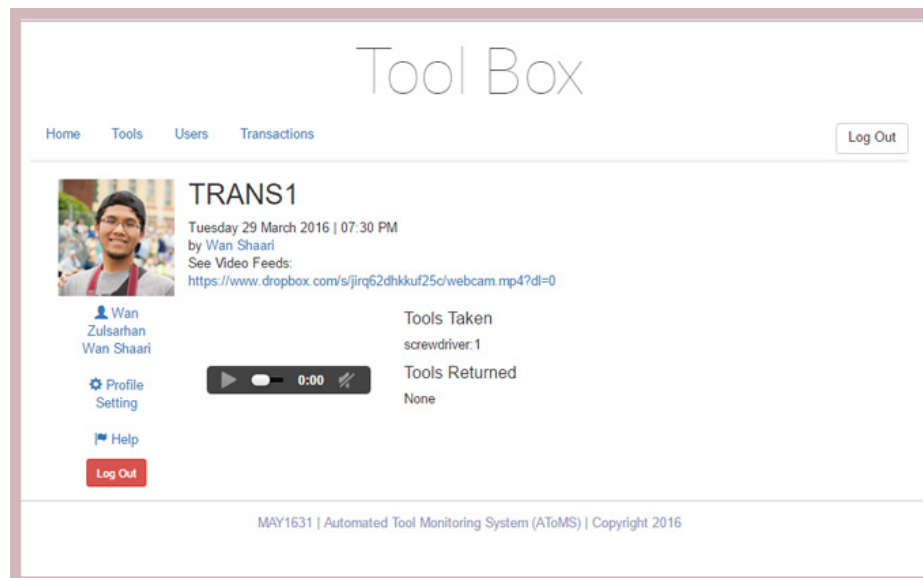 Tool Box
Home Tools Users Transactions Log Out
TRANS1
Tuesday 29 March 2016 | 07:30 PM
by Wan Shaari
See Video Feeds:
https://www.dropbox.com/s/jirq62dhkkuf25c/webcam.mp4?dl=0
Wan
Zulsarhan
Wan Shaari
Profile
Setting
Help
Log Out
0:00
Tools Taken
screwdriver:1
Tools Returned
None
MAY1631 | Automated Tool Monitoring System (AToMS) | Copyright 2016